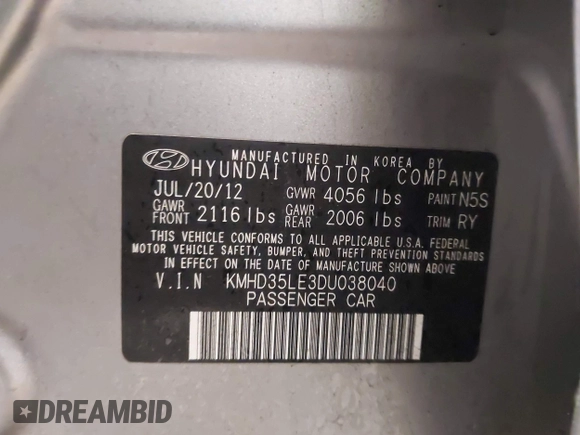 MANUFACTURED IN KOREA BY
HYUNDAI MOTOR COMPANY
JUL/20/12 GVWR 4056 lbs PAINT N5S
GAWR FRONT 2116 lbs GAWR REAR 2006 lbs TRIM RY
THIS VEHICLE CONFORMS TO ALL APPLICABLE U.S.A. FEDERAL
MOTOR VEHICLE SAFETY, BUMPER, AND THEFT PREVENTION STANDARDS
IN EFFECT ON THE DATE OF MANUFACTURE SHOWN ABOVE.
V.I.N KMHD35LE3DU038040
PASSENGER CAR
DREAMBID